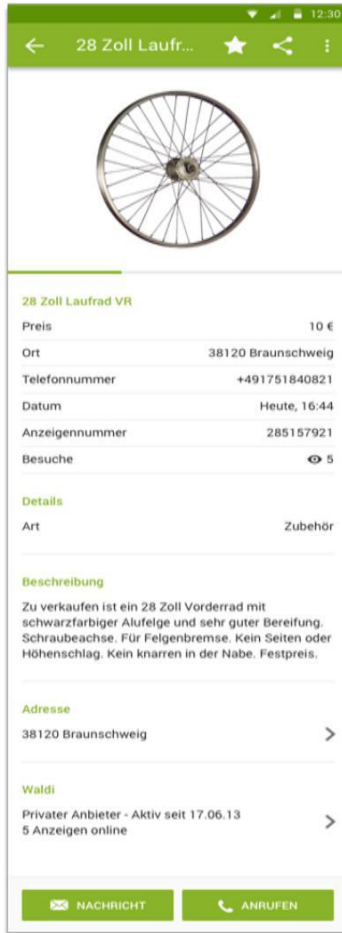 12:30
28 Zoll Laufr...
28 Zoll Laufrad VR
Preis 10 €
Ort 38120 Braunschweig
Telefonnummer +491751840821
Datum Heute, 16:44
Anzeigennummer 285157921
Besuche 5
Details
Art Zubehör
Beschreibung
Zu verkaufen ist ein 28 Zoll Vorderrad mit
schwarzfarbiger Alufelge und sehr guter Bereifung.
Schraubeachse. Für Felgenbremse. Kein Seiten oder
Höhenschlag. Kein knarren in der Nabe. Festpreis.
Adresse
38120 Braunschweig
Waldi
Privater Anbieter - Aktiv seit 17.06.13
5 Anzeigen online
NACHRICHT
ANRUFEN